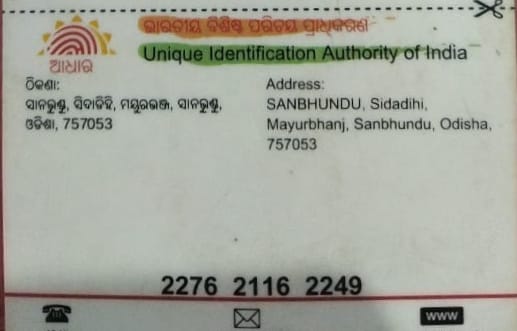 ଭାରତୀୟ ବିଶିଷ୍ଟ ପରିଚୟ ପ୍ରାଧିକରଣ
Unique Identification Authority of India
ଆଧାର
ଠିକଣା:
ସାନଭୁଣ୍ଡୁ, ସିଦାଡିହି, ମୟୂରଭଞ୍ଜ, ସାନଭୁଣ୍ଡୁ,
ଓଡିଶା, 757053
Address:
SANBHUNDU, Sidadihi,
Mayurbhanj, Sanbhundu, Odisha,
757053
2276 2116 2249
WWW